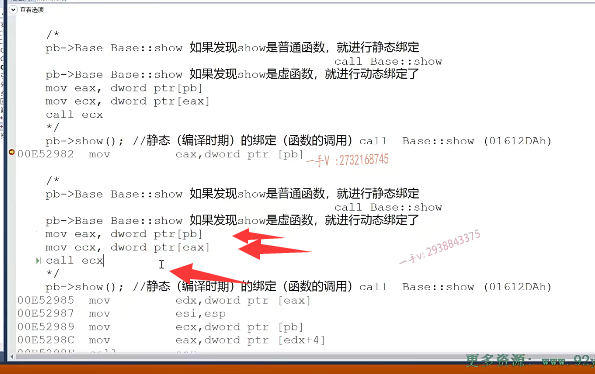 查看选项
/*
pb->Base Base::show 如果发现show是普通函数，就进行静态绑定
call Base::show
pb->Base Base::show 如果发现show是虚函数，就进行动态绑定了
mov eax, dword ptr[pb]
mov ecx, dword ptr[eax]
call ecx
*/
pb->show(); //静态（编译时期）的绑定（函数的调用）call Base::show (01612DAh)
00E52982 mov eax,dword ptr [pb]
一手V :2732168745
/*
pb->Base Base::show 如果发现show是普通函数，就进行静态绑定
call Base::show
pb->Base Base::show 如果发现show是虚函数，就进行动态绑定了
mov eax, dword ptr[pb]
mov ecx, dword ptr[eax]
call ecx
一手v: 2938843375
*/
pb->show(); //静态（编译时期）的绑定（函数的调用）call Base::show (01612DAh)
00E52985 mov edx,dword ptr [eax]
00E52987 mov esi,esp
00E52989 mov ecx,dword ptr [pb]
00E5298C mov eax,dword ptr [edx+4]
更多资源：www.92